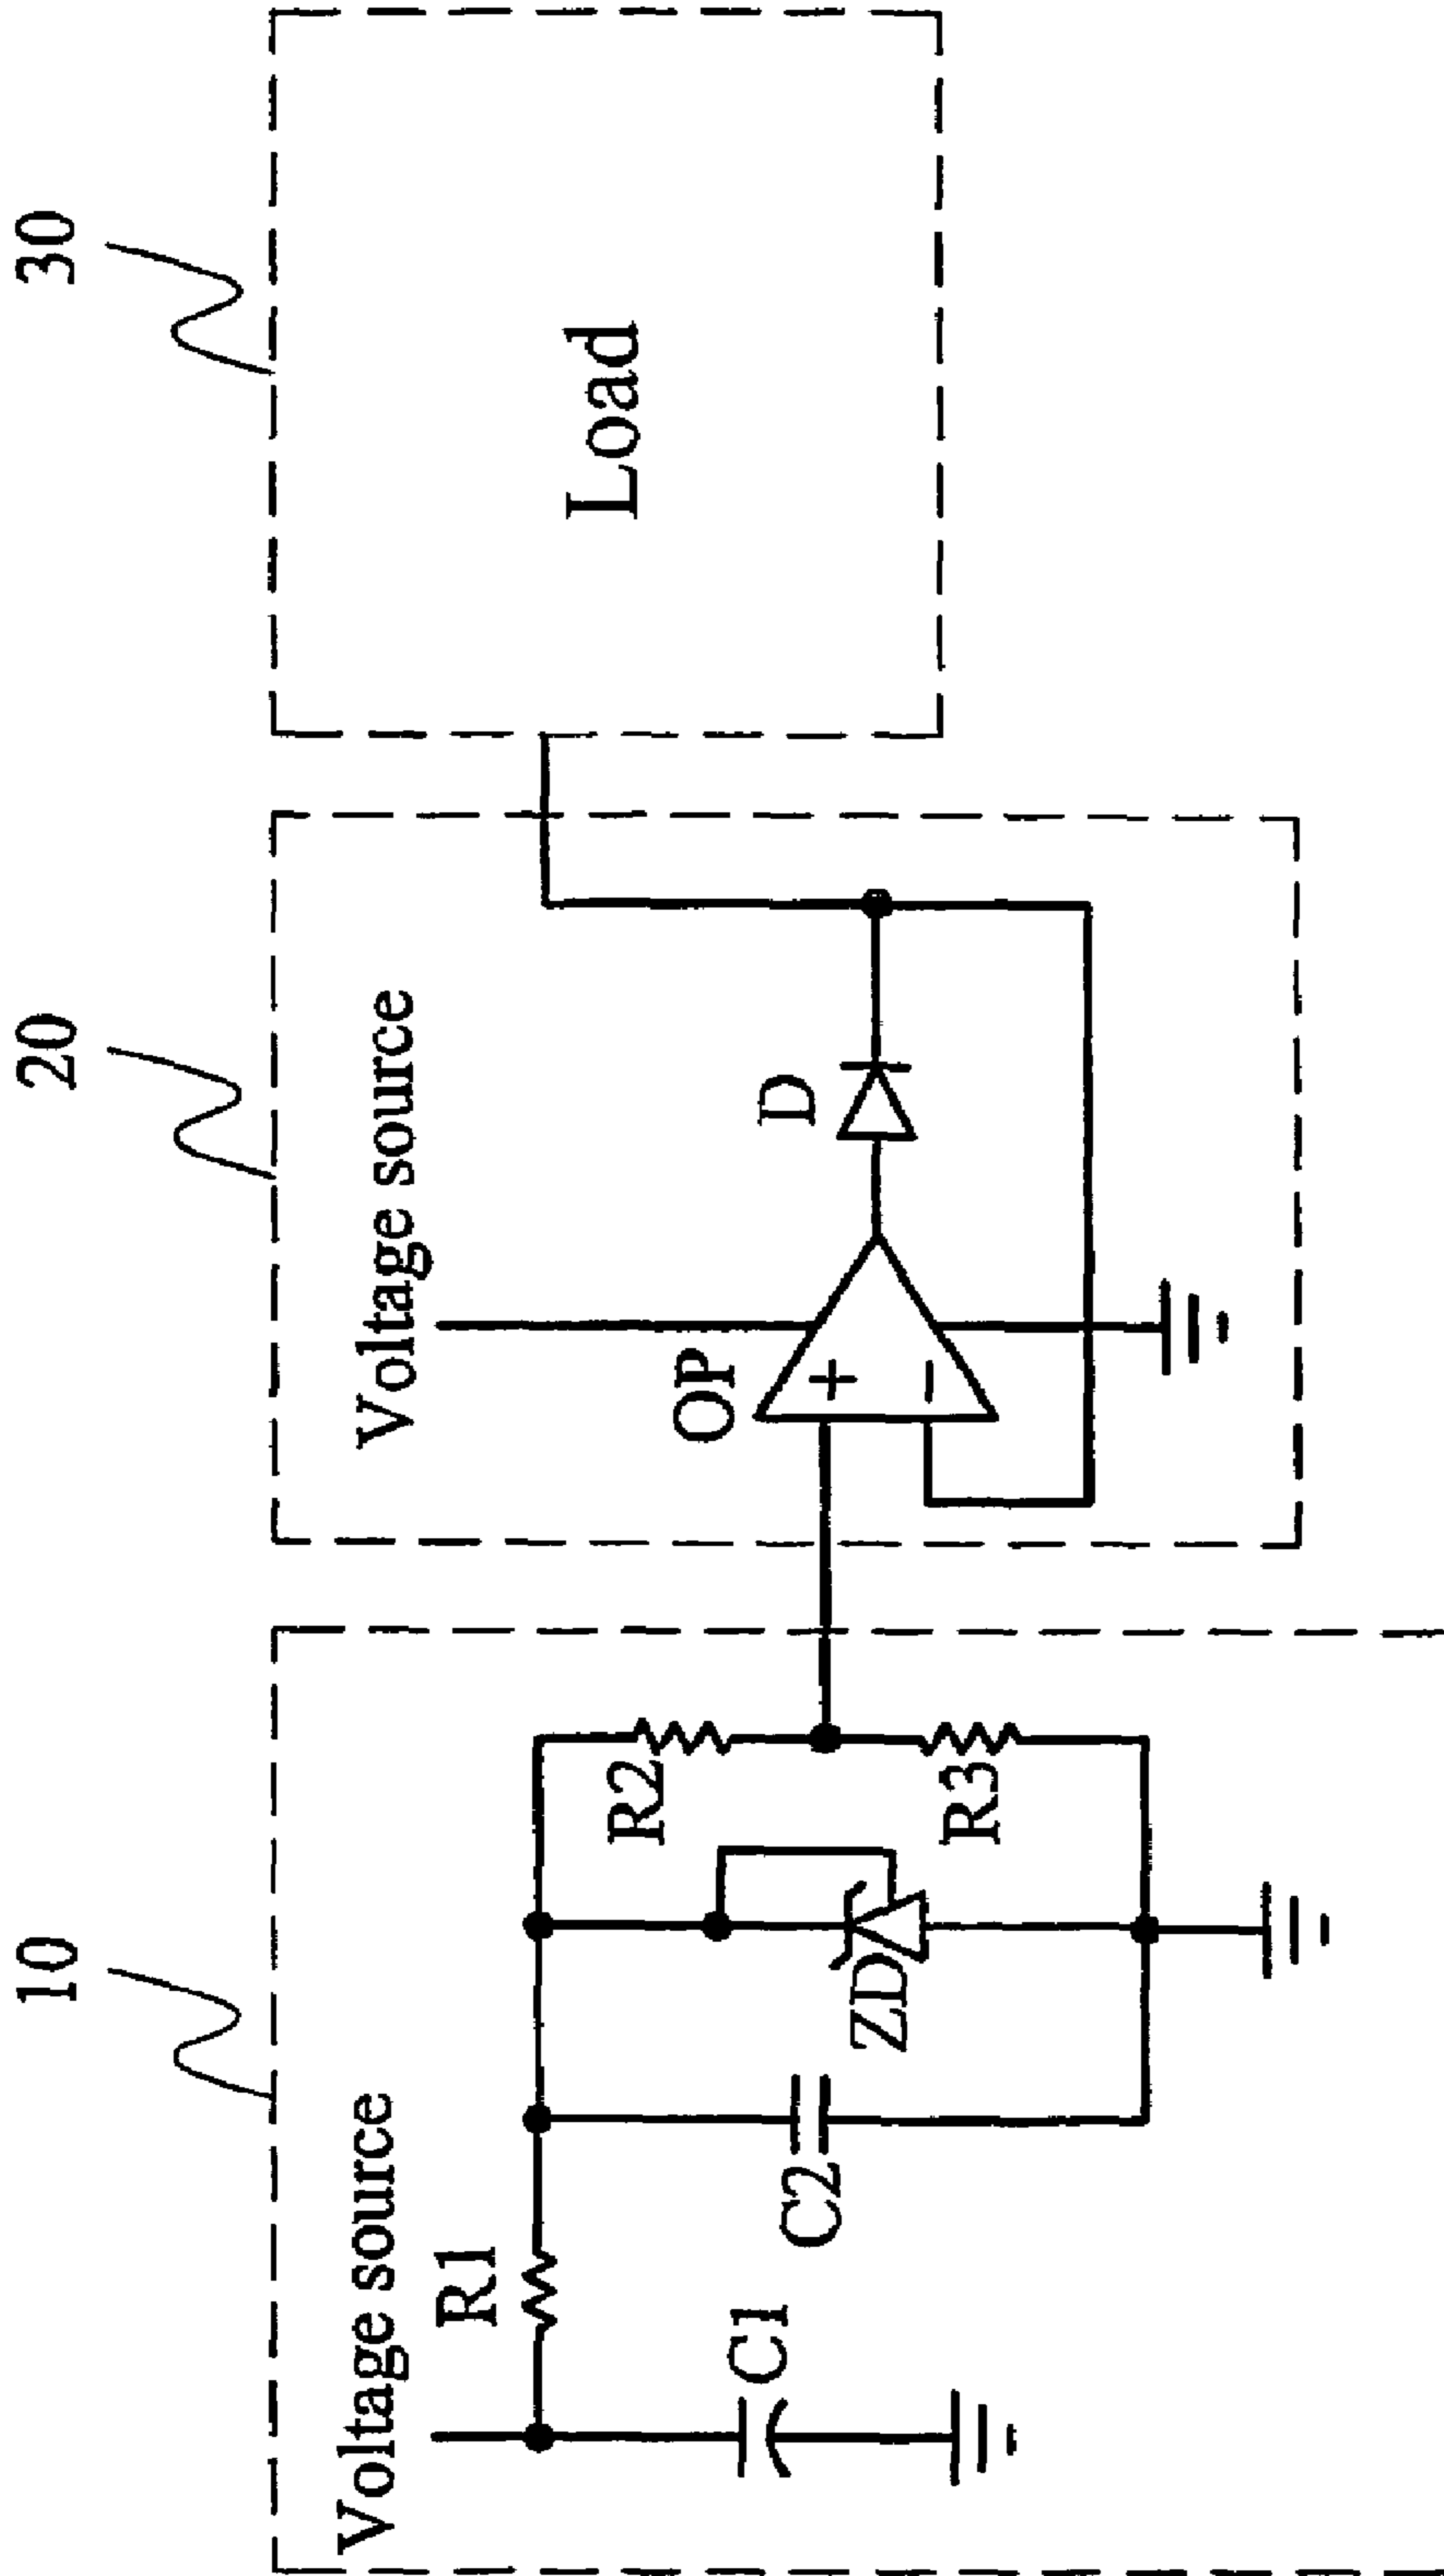 10
20
30
Voltage source
R1
C1
C2
ZD
R2
R3
Voltage source
OP
+
−
D
Load